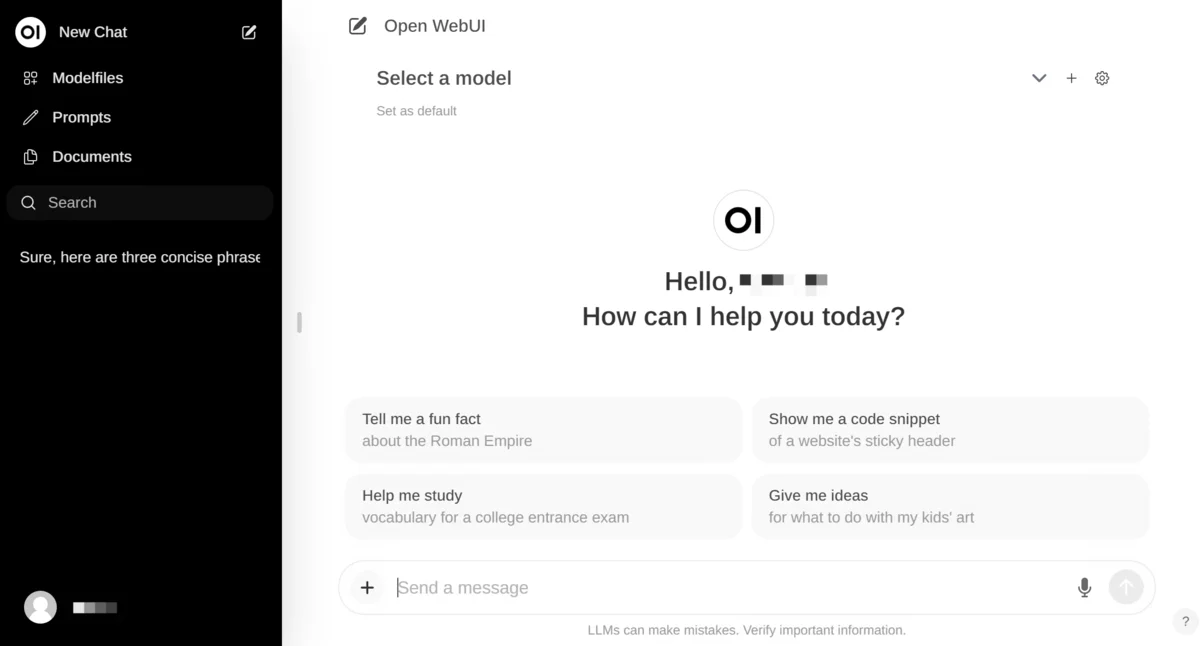 OI New Chat
Modelfiles
Prompts
Documents
Search
Sure, here are three concise phrase
Open WebUI
Select a model
Set as default
OI
Hello,
How can I help you today?
Tell me a fun fact
about the Roman Empire
Show me a code snippet
of a website's sticky header
Help me study
vocabulary for a college entrance exam
Give me ideas
for what to do with my kids' art
Send a message
LLMs can make mistakes. Verify important information.
?